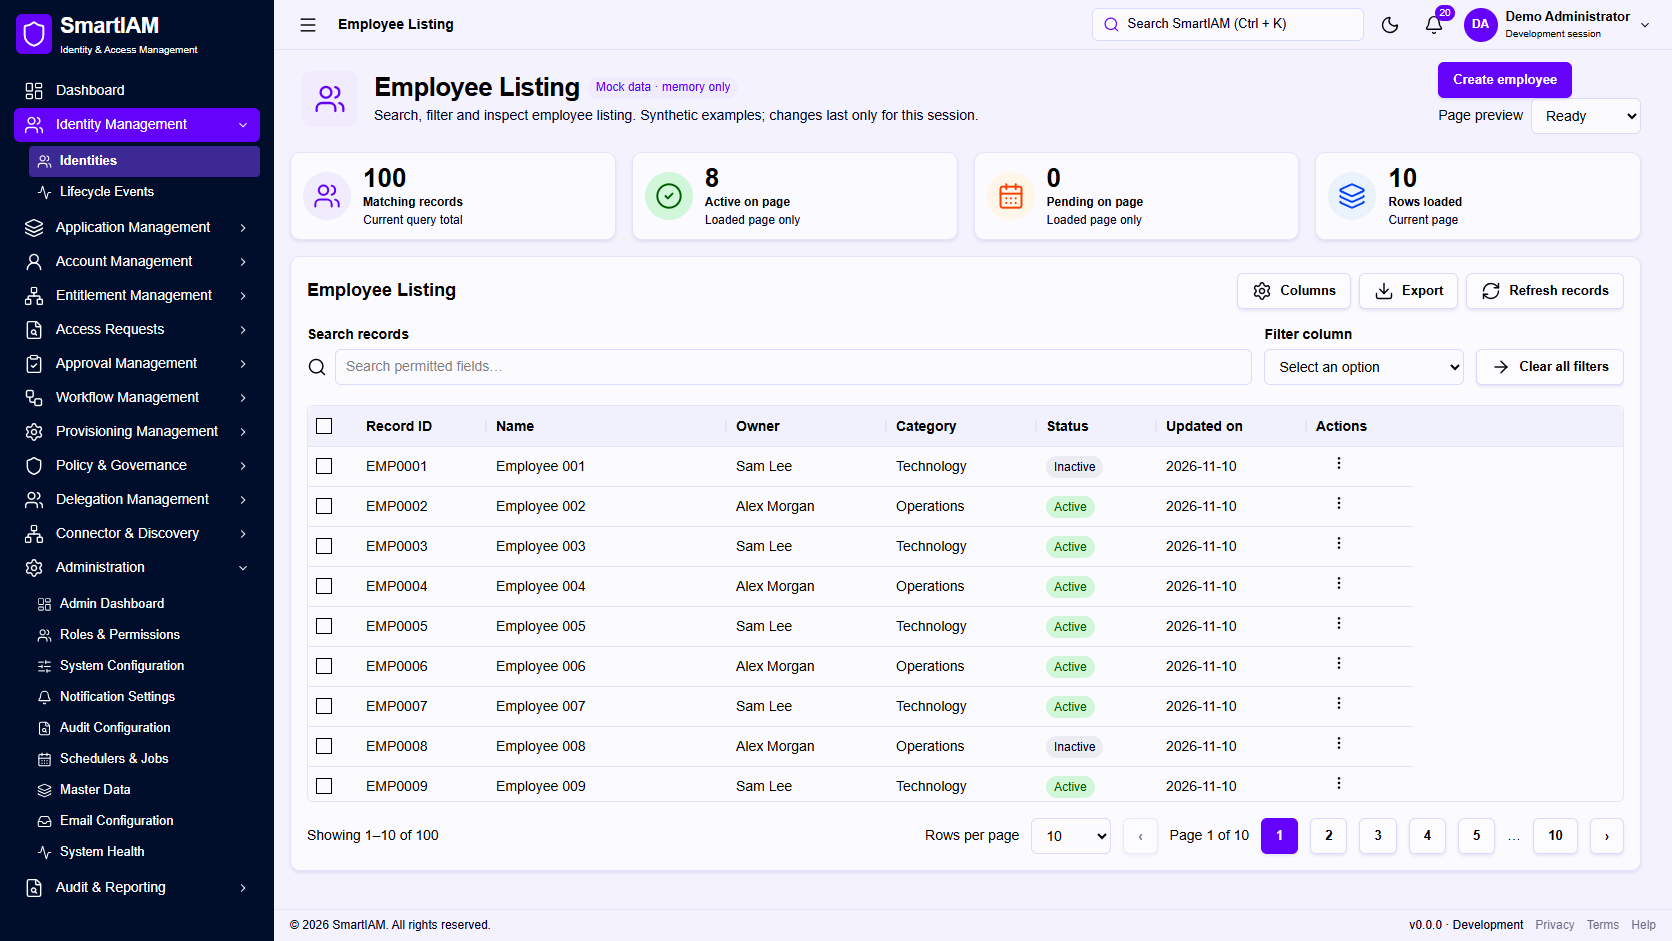 SmartIAM
Identity & Access Management
Dashboard
Identity Management
Identities
Lifecycle Events
Application Management
Account Management
Entitlement Management
Access Requests
Approval Management
Workflow Management
Provisioning Management
Policy & Governance
Delegation Management
Connector & Discovery
Administration
Admin Dashboard
Roles & Permissions
System Configuration
Notification Settings
Audit Configuration
Schedulers & Jobs
Master Data
Email Configuration
System Health
Audit & Reporting
Employee Listing
Search SmartIAM (Ctrl + K)
20
DA
Demo Administrator
Development session
Employee Listing
Mock data · memory only
Search, filter and inspect employee listing. Synthetic examples; changes last only for this session.
Create employee
Page preview Ready
100
Matching records
Current query total
8
Active on page
Loaded page only
0
Pending on page
Loaded page only
10
Rows loaded
Current page
Employee Listing
Columns Export Refresh records
Search records Filter column
Search permitted fields... Select an option Clear all filters
Record ID Name Owner Category Status Updated on Actions
EMP0001 Employee 001 Sam Lee Technology Inactive 2026-11-10
EMP0002 Employee 002 Alex Morgan Operations Active 2026-11-10
EMP0003 Employee 003 Sam Lee Technology Active 2026-11-10
EMP0004 Employee 004 Alex Morgan Operations Active 2026-11-10
EMP0005 Employee 005 Sam Lee Technology Active 2026-11-10
EMP0006 Employee 006 Alex Morgan Operations Active 2026-11-10
EMP0007 Employee 007 Sam Lee Technology Active 2026-11-10
EMP0008 Employee 008 Alex Morgan Operations Inactive 2026-11-10
EMP0009 Employee 009 Sam Lee Technology Active 2026-11-10
Showing 1–10 of 100 Rows per page 10 ‹ Page 1 of 10 1 2 3 4 5 ... 10 ›
© 2026 SmartIAM. All rights reserved. v0.0.0 · Development Privacy Terms Help